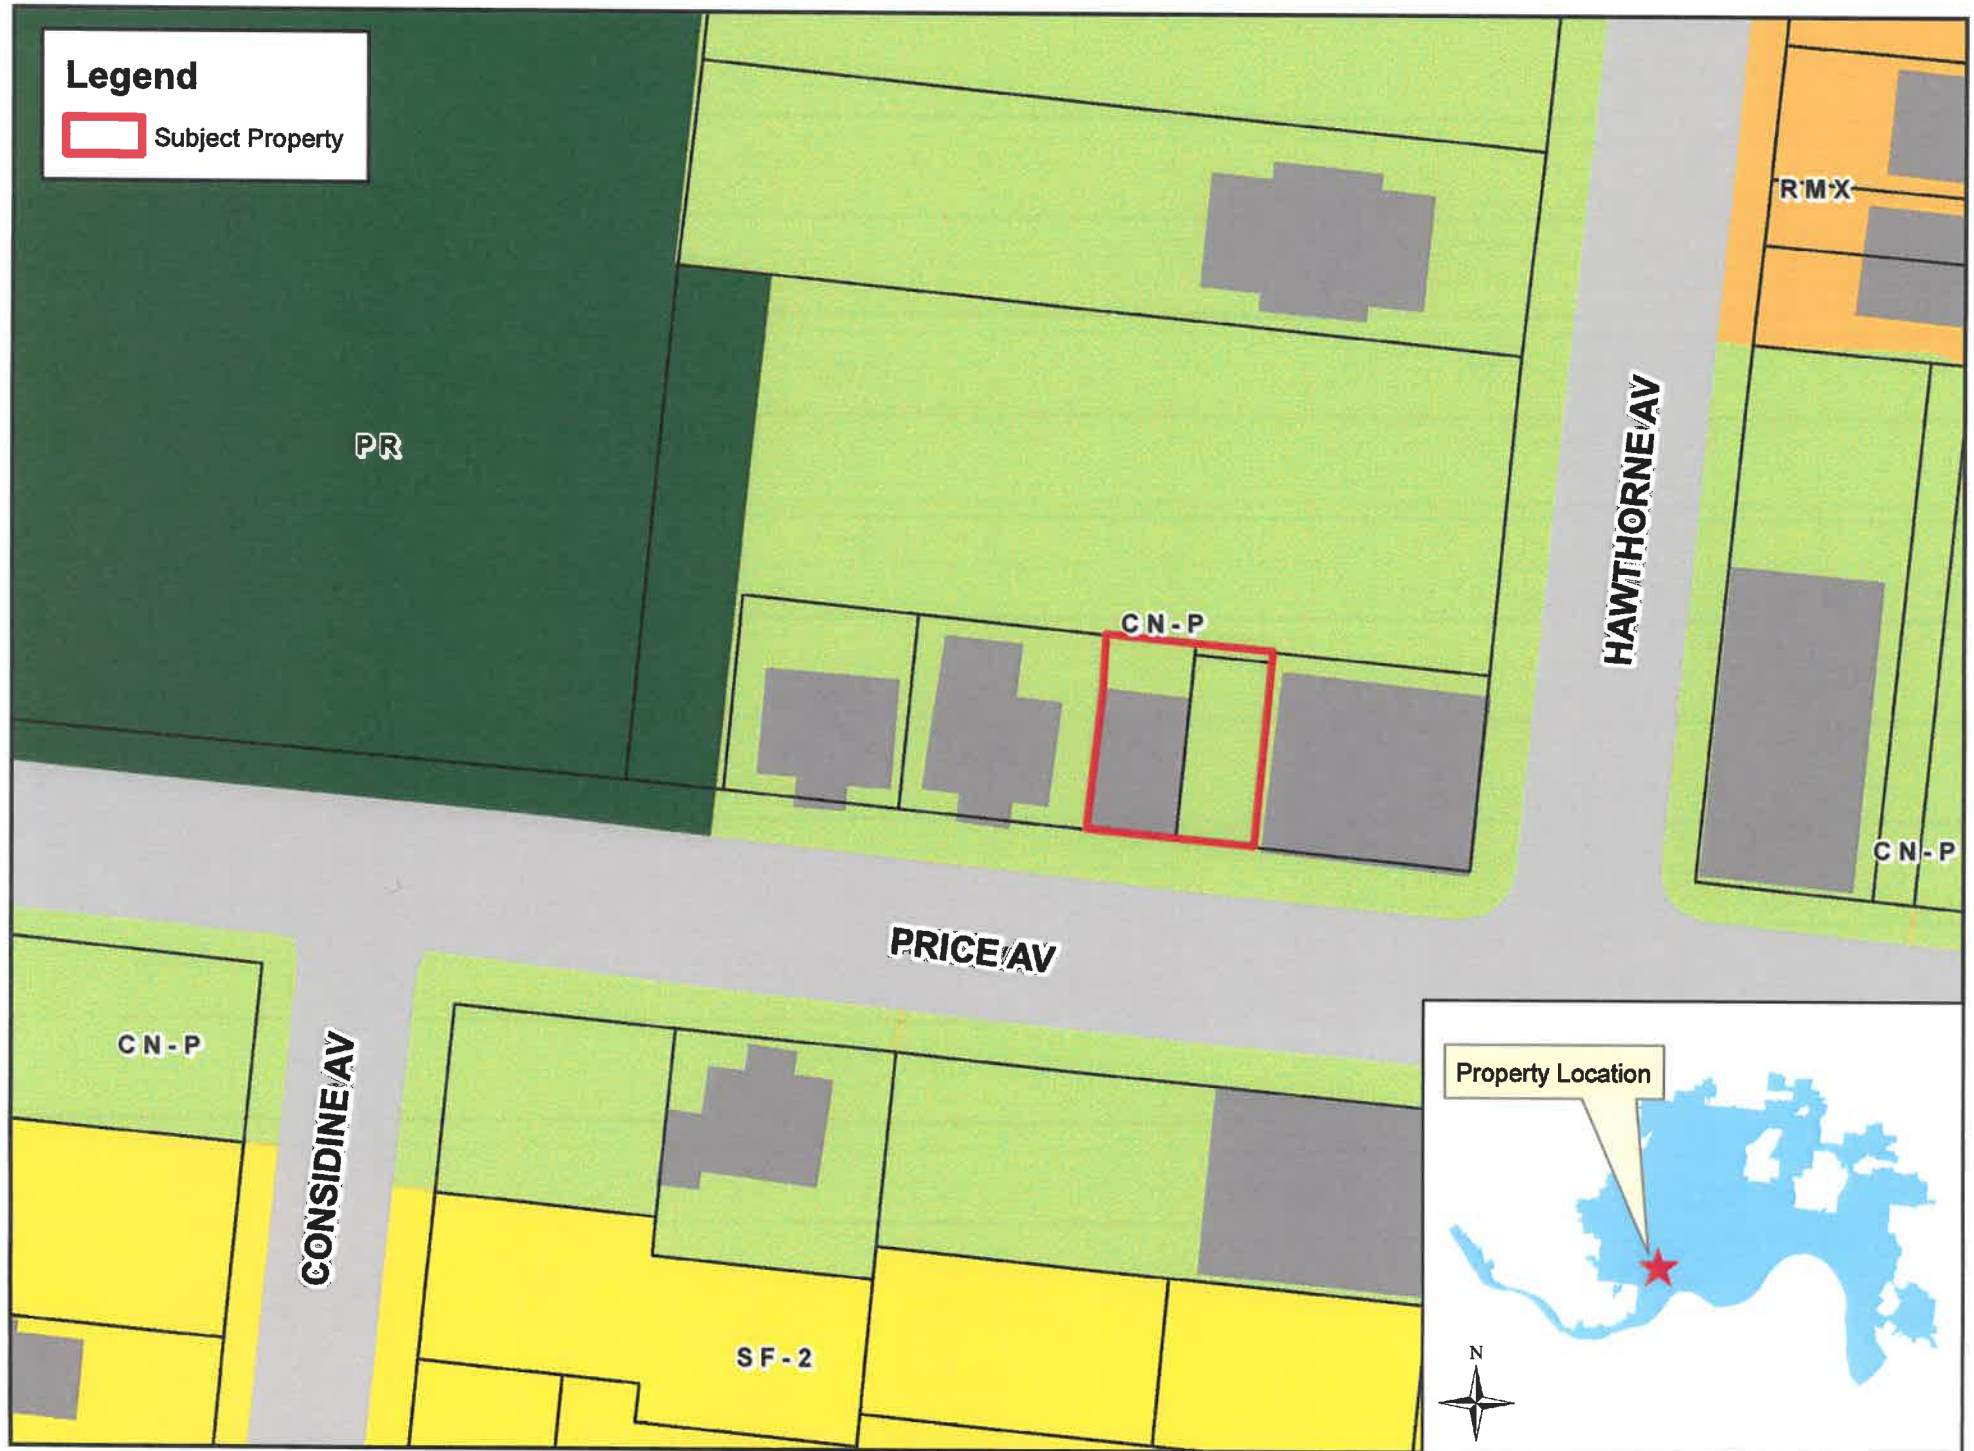 Legend
Subject Property
RMX
PR
HAWTHORNE AV
CN-P
CN-P
PRICE AV
CN-P
CONSIDINE AV
Property Location
SF-2
N